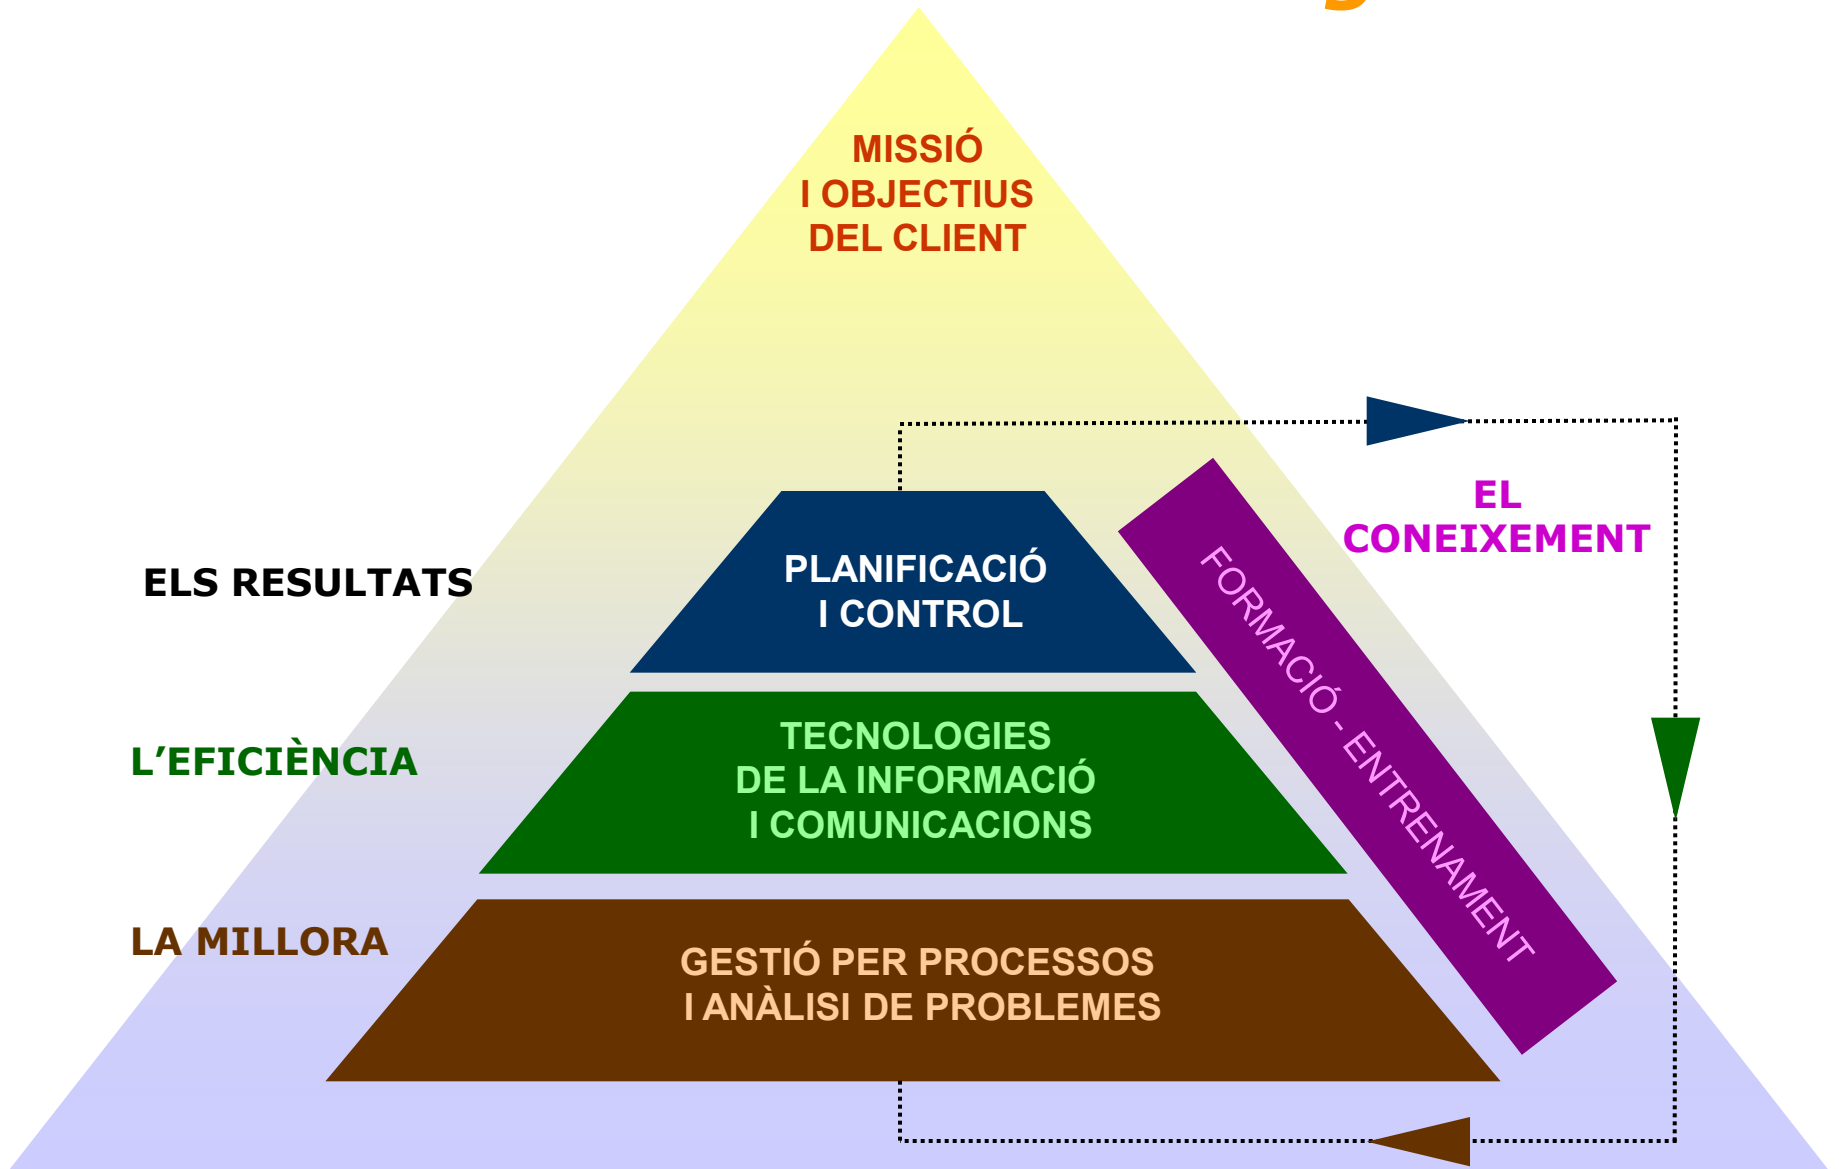 MISSIÓ
I OBJECTIUS
DEL CLIENT
EL
CONEIXEMENT
ELS RESULTATS
PLANIFICACIÓ
I CONTROL
FORMACIÓ - ENTRENAMENT
L’EFICIÈNCIA
TECNOLOGIES
DE LA INFORMACIÓ
I COMUNICACIONS
LA MILLORA
GESTIÓ PER PROCESSOS
I ANÀLISI DE PROBLEMES